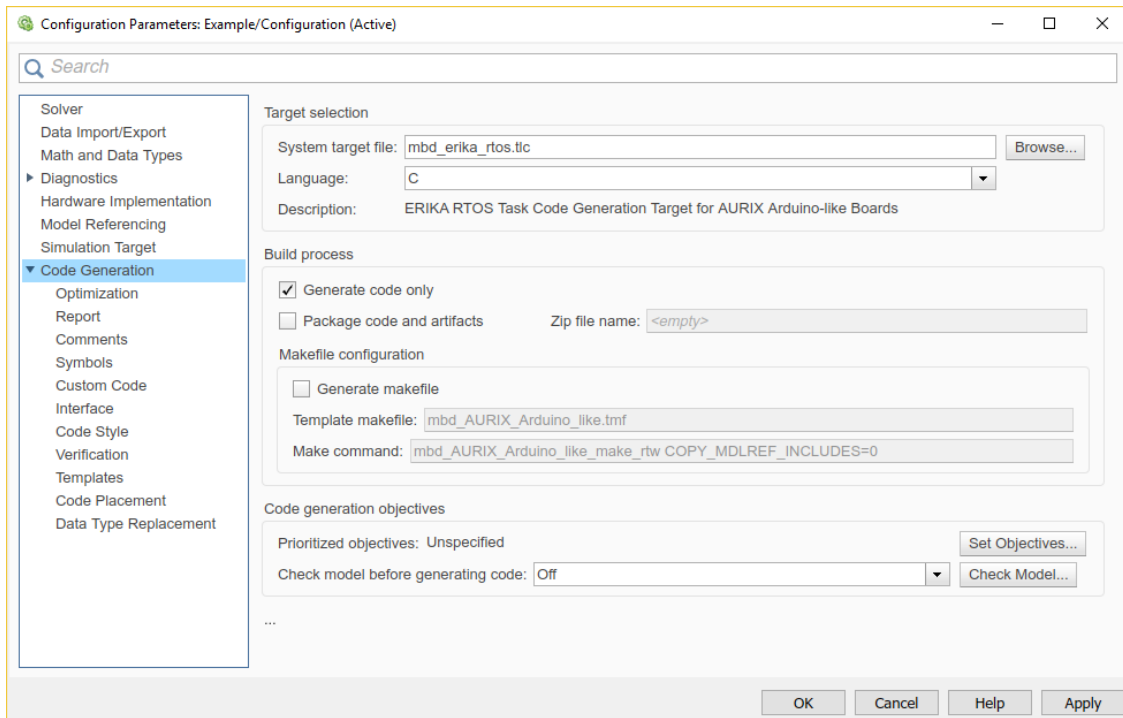 Configuration Parameters: Example/Configuration (Active)
Search
Solver
Data Import/Export
Math and Data Types
Diagnostics
Hardware Implementation
Model Referencing
Simulation Target
Code Generation
Optimization
Report
Comments
Symbols
Custom Code
Interface
Code Style
Verification
Templates
Code Placement
Data Type Replacement
Target selection
System target file: mbd_erika_rtos.tlc Browse...
Language: C
Description: ERIKA RTOS Task Code Generation Target for AURIX Arduino-like Boards
Build process
Generate code only
Package code and artifacts Zip file name: <empty>
Makefile configuration
Generate makefile
Template makefile: mbd_AURIX_Arduino_like.tmf
Make command: mbd_AURIX_Arduino_like_make_rtw COPY_MDLREF_INCLUDES=0
Code generation objectives
Prioritized objectives: Unspecified Set Objectives...
Check model before generating code: Off Check Model...
...
OK Cancel Help Apply